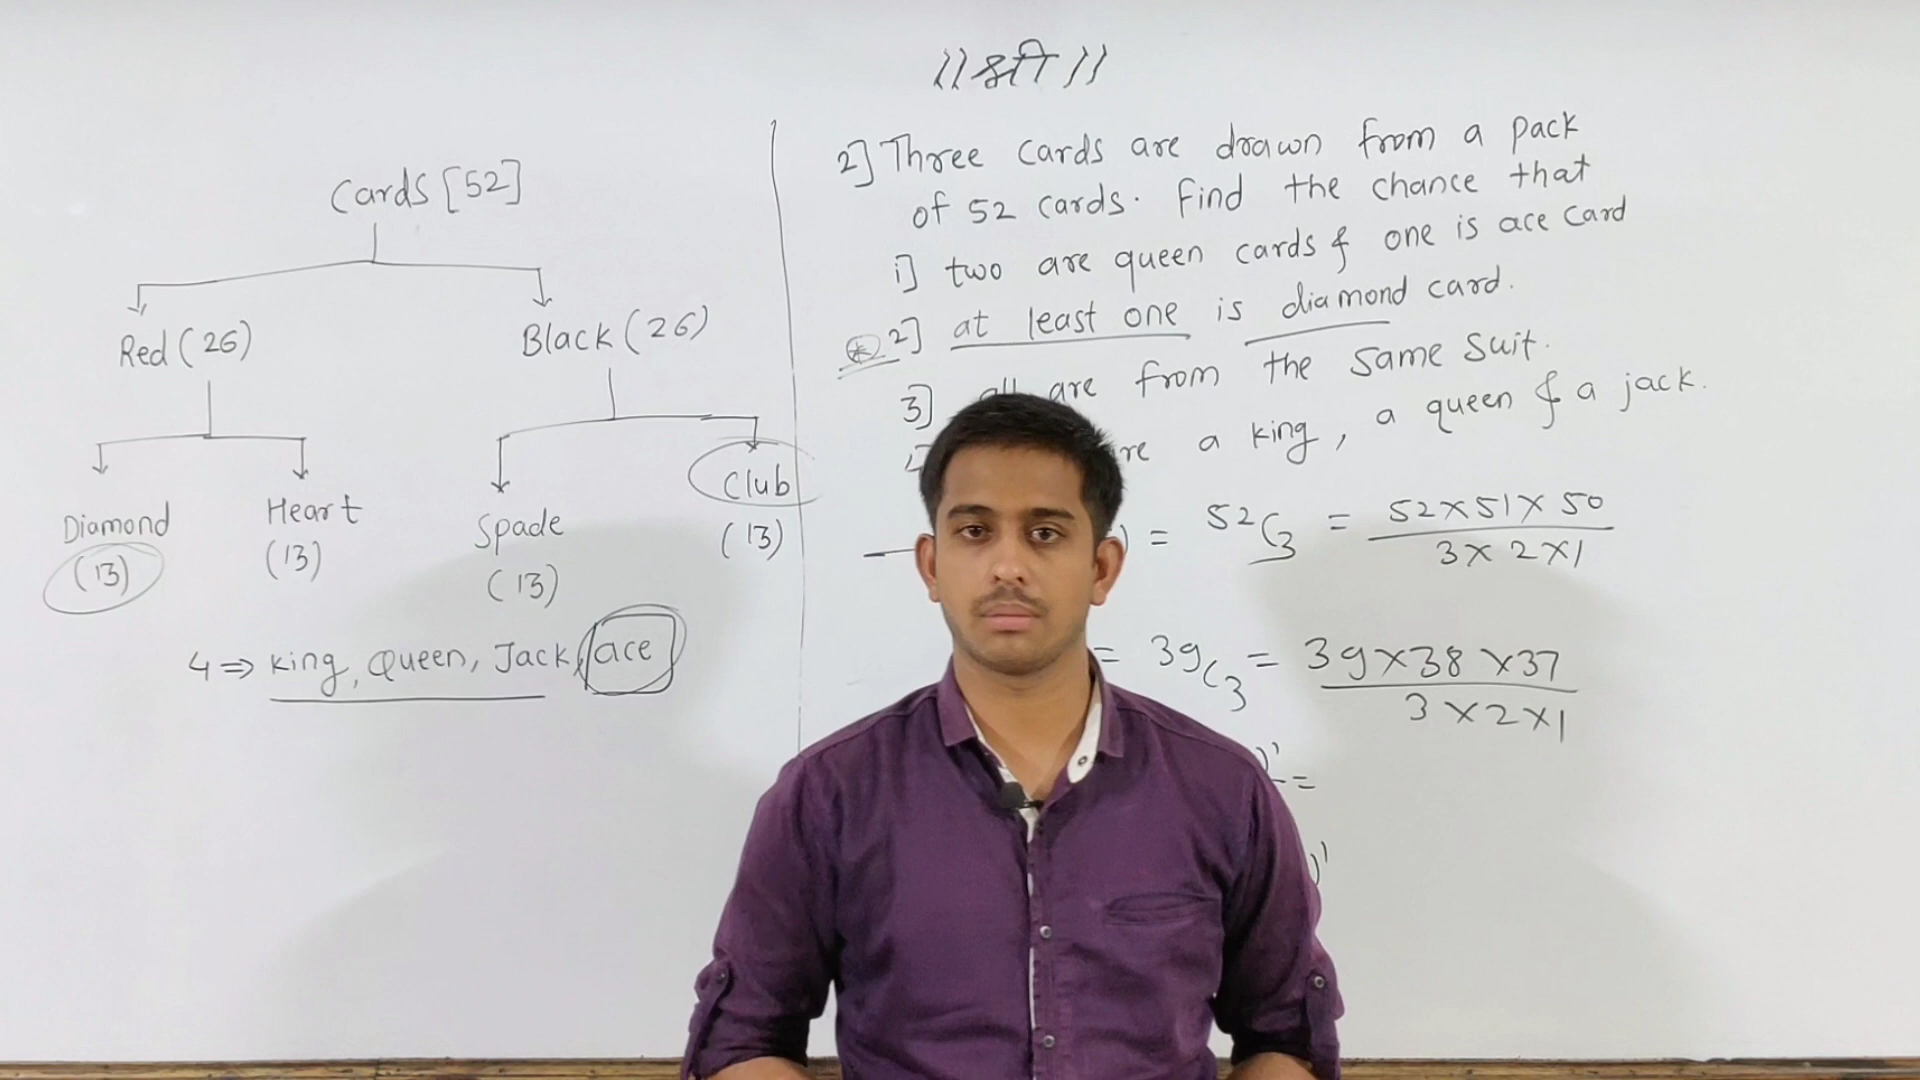 ॥ श्री ॥
Cards [52]
Red (26)
Black (26)
Diamond
(13)
Heart
(13)
Spade
(13)
Club
(13)
4 ⇒ king, Queen, Jack, ace
2] Three cards are drawn from a pack
of 52 cards. Find the chance that
i] two are queen cards & one is ace card
* 2] at least one is diamond card.
3] all are from the same suit.
re a king, a queen & a jack.
) = 52C3 = 52×51×50
3×2×1
= 39C3 = 39×38×37
3×2×1
)' =
)'